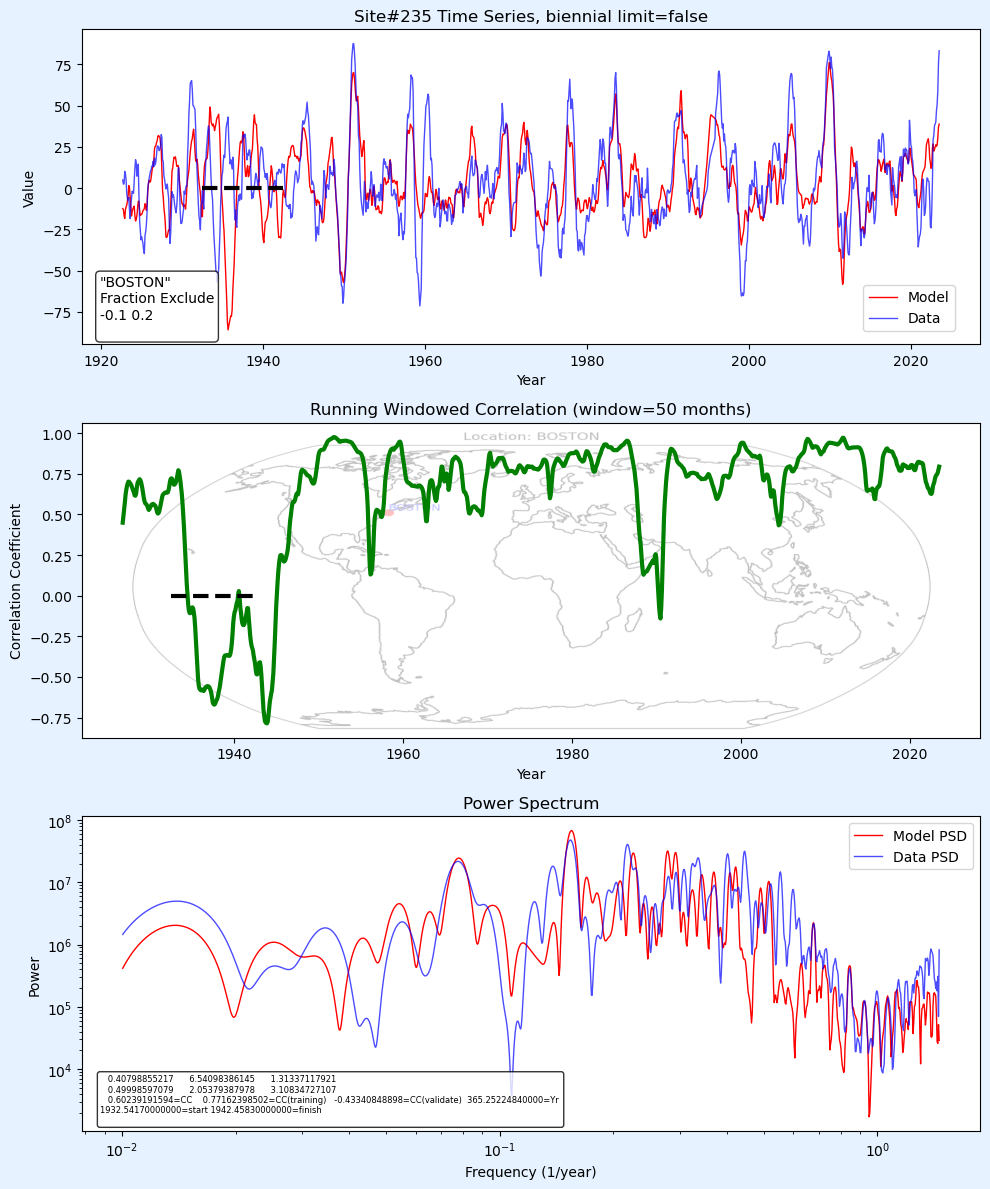 Site#235 Time Series, biennial limit=false
Value
75
50
25
0
−25
−50
−75
"BOSTON"
Fraction Exclude
-0.1 0.2
Model
Data
1920 1940 1960 1980 2000 2020
Year
Running Windowed Correlation (window=50 months)
Location: BOSTON
BOSTON
Correlation Coefficient
1.00
0.75
0.50
0.25
0.00
−0.25
−0.50
−0.75
1940 1960 1980 2000 2020
Year
Power Spectrum
Power
10^8
10^7
10^6
10^5
10^4
Model PSD
Data PSD
0.40798855217 6.54098386145 1.31337117921
0.49998597079 2.05379387978 3.10834727107
0.60239191594=CC 0.77162398502=CC(training) -0.43340848898=CC(validate) 365.25224840000=Yr
1932.54170000000=start 1942.45830000000=finish
10^−2 10^−1 10^0
Frequency (1/year)